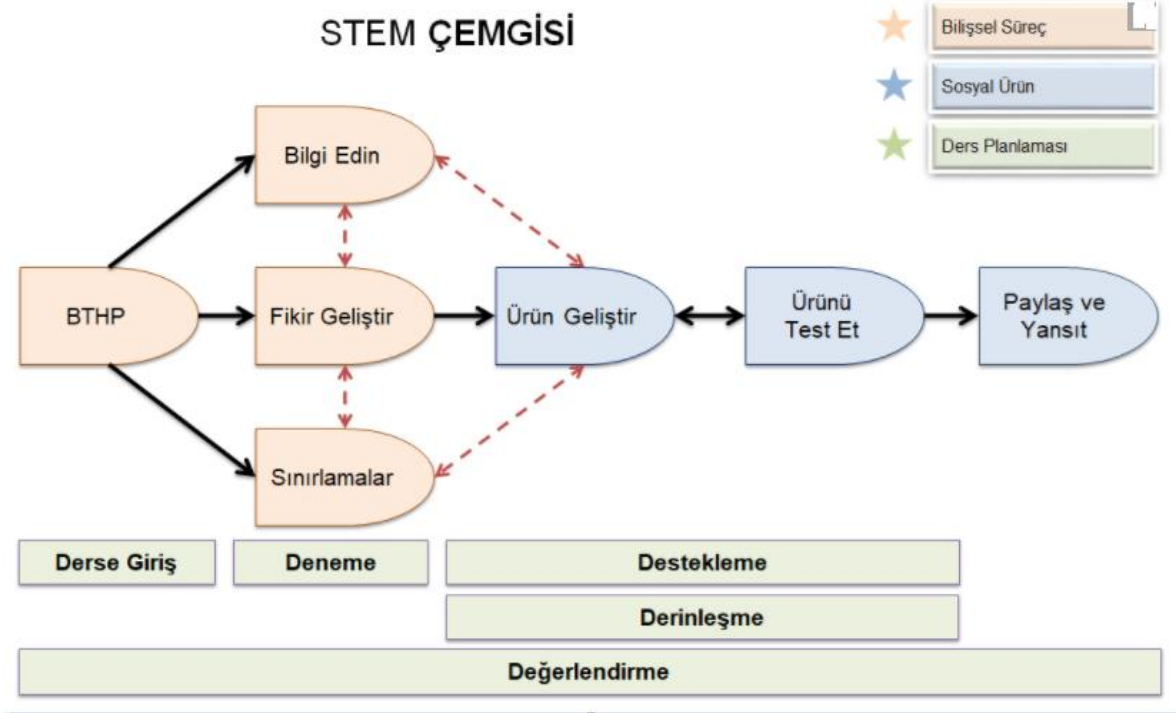 STEM ÇEMGİSİ
Bilişsel Süreç
Sosyal Ürün
Ders Planlaması
Bilgi Edin
BTHP
Fikir Geliştir
Ürün Geliştir
Ürünü
Test Et
Paylaş ve
Yansıt
Sınırlamalar
Derse Giriş
Deneme
Destekleme
Derinleşme
Değerlendirme